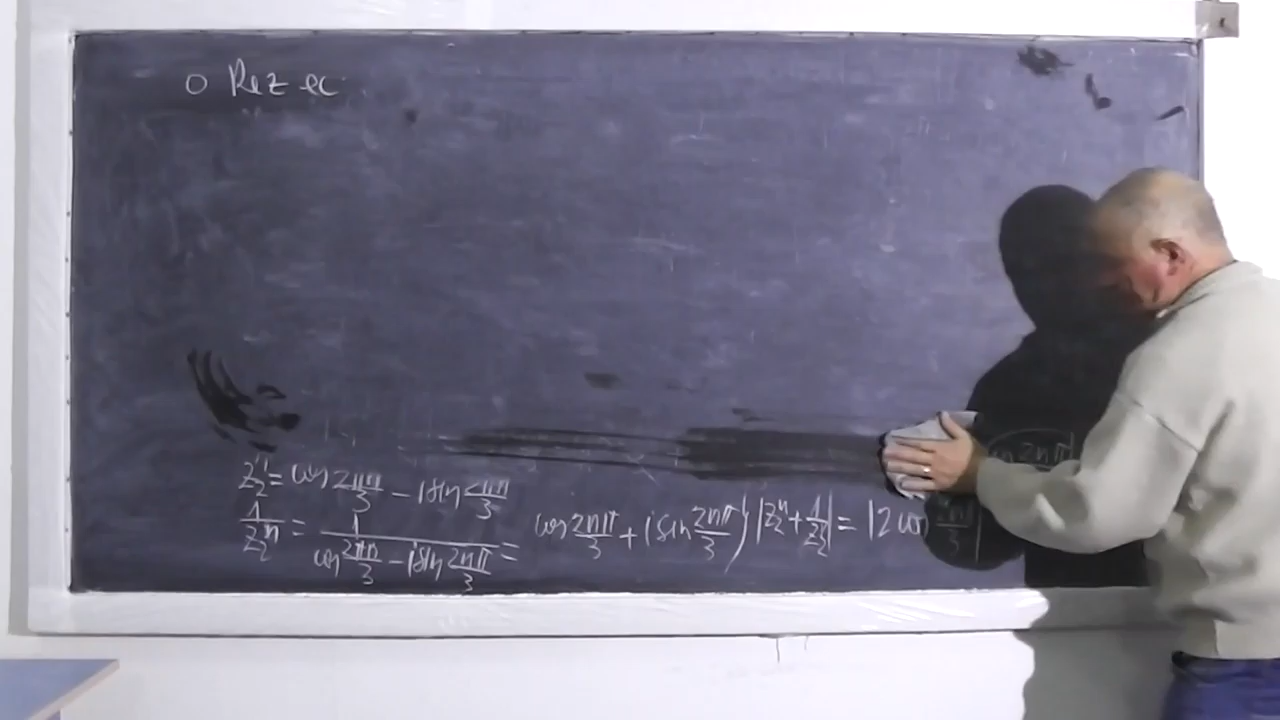 o Rez ec
z₂ⁿ = cos 2nπ/3 - i sin 2nπ/3
1/z₂ⁿ = 1/(cos 2nπ/3 - i sin 2nπ/3) = cos 2nπ/3 + i sin 2nπ/3 ) |z₂ⁿ + 1/z₂ⁿ| = |2 cos